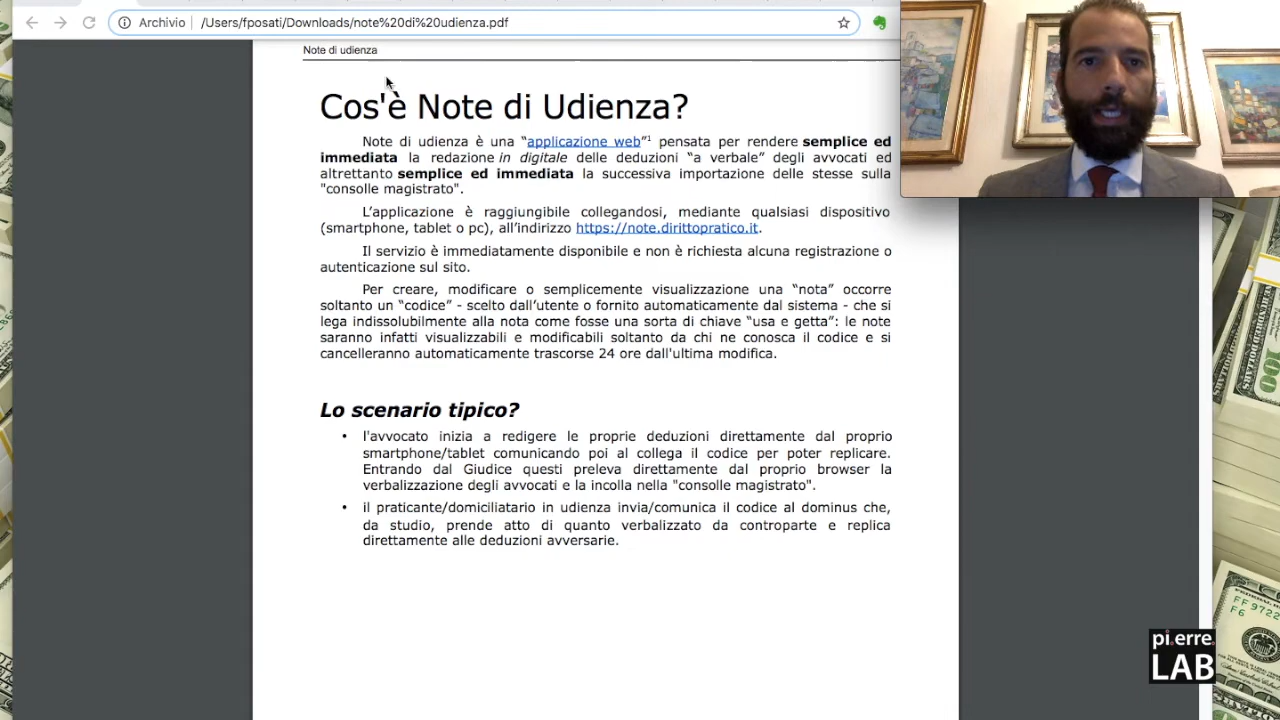 Archivio
/Users/fposati/Downloads/note%20di%20udienza.pdf
Note di udienza
Cos'è Note di Udienza?
Note di udienza è una “applicazione web”1 pensata per rendere semplice ed
immediata la redazione in digitale delle deduzioni “a verbale” degli avvocati ed
altrettanto semplice ed immediata la successiva importazione delle stesse sulla
"consolle magistrato".
L’applicazione è raggiungibile collegandosi, mediante qualsiasi dispositivo
(smartphone, tablet o pc), all’indirizzo https://note.dirittopratico.it.
Il servizio è immediatamente disponibile e non è richiesta alcuna registrazione o
autenticazione sul sito.
Per creare, modificare o semplicemente visualizzazione una “nota” occorre
soltanto un “codice” - scelto dall’utente o fornito automaticamente dal sistema - che si
lega indissolubilmente alla nota come fosse una sorta di chiave “usa e getta”: le note
saranno infatti visualizzabili e modificabili soltanto da chi ne conosca il codice e si
cancelleranno automaticamente trascorse 24 ore dall'ultima modifica.
Lo scenario tipico?
• l'avvocato inizia a redigere le proprie deduzioni direttamente dal proprio
smartphone/tablet comunicando poi al collega il codice per poter replicare.
Entrando dal Giudice questi preleva direttamente dal proprio browser la
verbalizzazione degli avvocati e la incolla nella "consolle magistrato".
• il praticante/domiciliatario in udienza invia/comunica il codice al dominus che,
da studio, prende atto di quanto verbalizzato da controparte e replica
direttamente alle deduzioni avversarie.
pi.erre.
LAB
100
FF 9722
F6